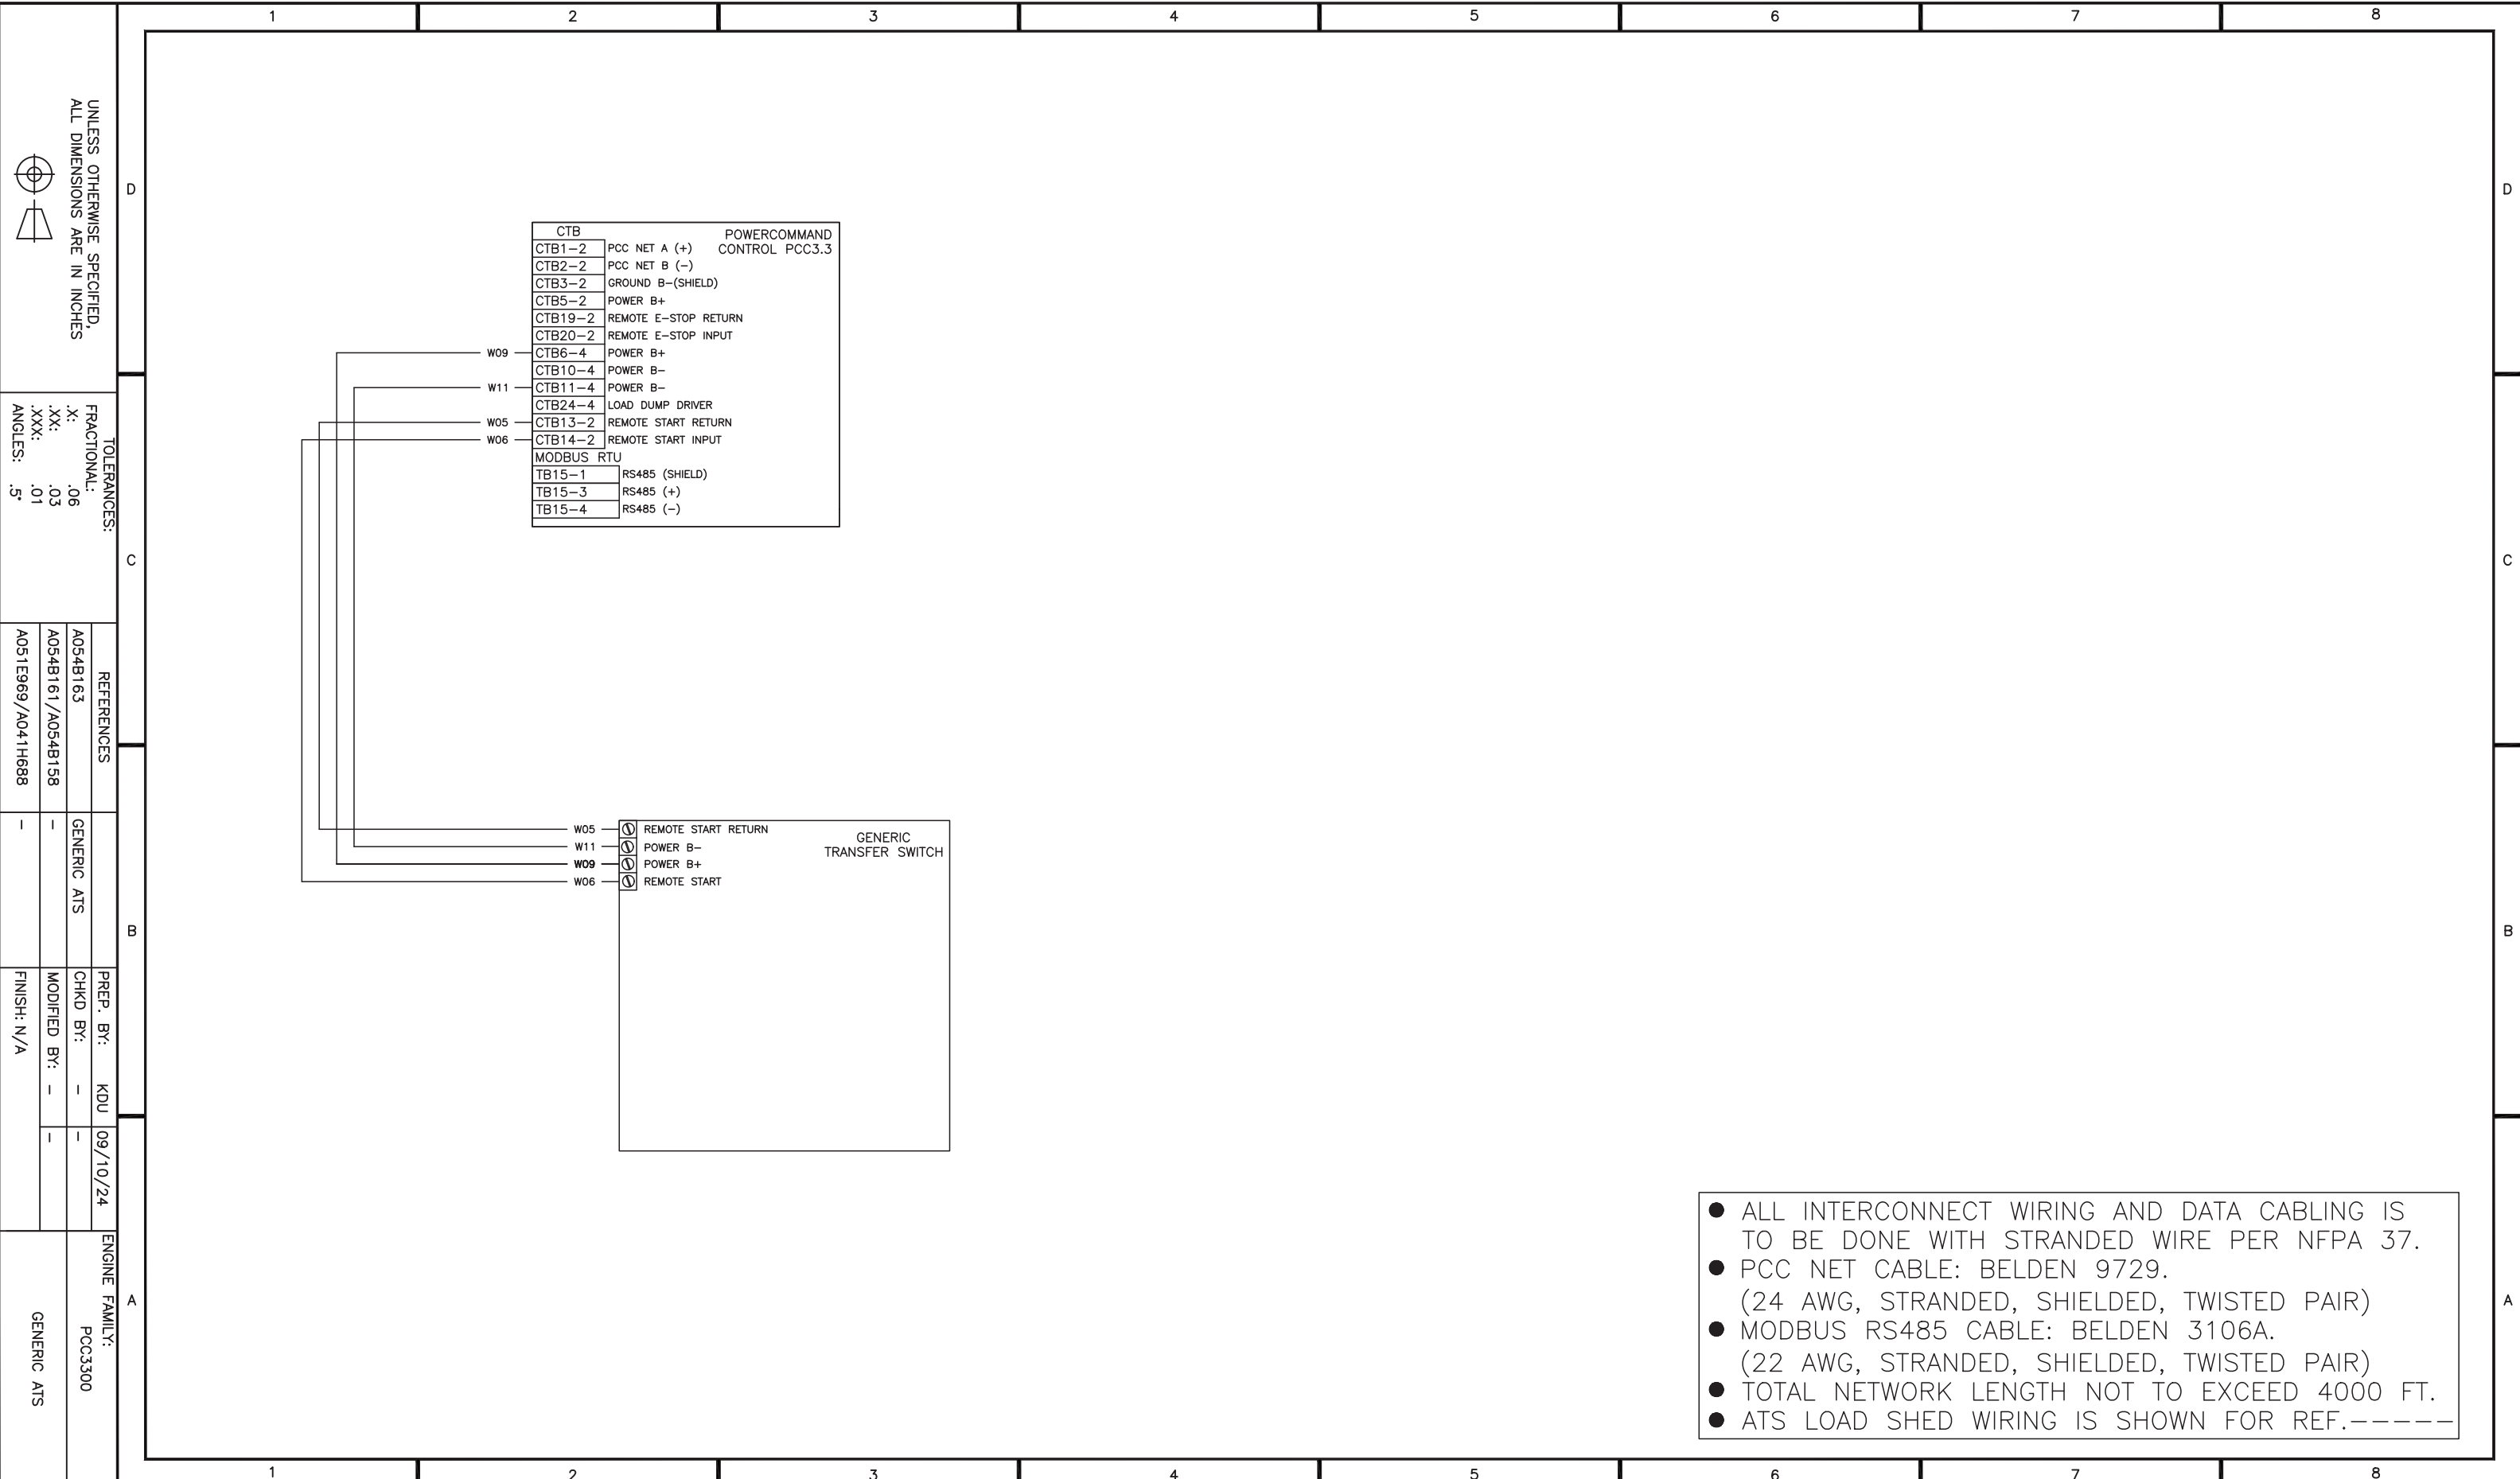 1 2 3 4 5 6 7 8
UNLESS OTHERWISE SPECIFIED,
ALL DIMENSIONS ARE IN INCHES
TOLERANCES:
FRACTIONAL:
.X: .06
.XX: .03
.XXX: .01
ANGLES: .5°
REFERENCES
A054B163
A054B161/A054B158
A051E969/A041H688
GENERIC ATS
-
-
PREP. BY: KDU 09/10/24
CHKD BY: - -
MODIFIED BY: - -
FINISH: N/A
ENGINE FAMILY:
PCC3300
GENERIC ATS
D
C
B
A
CTB
POWERCOMMAND
CONTROL PCC3.3
CTB1-2 PCC NET A (+)
CTB2-2 PCC NET B (-)
CTB3-2 GROUND B-(SHIELD)
CTB5-2 POWER B+
CTB19-2 REMOTE E-STOP RETURN
CTB20-2 REMOTE E-STOP INPUT
W09 CTB6-4 POWER B+
CTB10-4 POWER B-
W11 CTB11-4 POWER B-
CTB24-4 LOAD DUMP DRIVER
W05 CTB13-2 REMOTE START RETURN
W06 CTB14-2 REMOTE START INPUT
MODBUS RTU
TB15-1 RS485 (SHIELD)
TB15-3 RS485 (+)
TB15-4 RS485 (-)
W05 REMOTE START RETURN
W11 POWER B-
W09 POWER B+
W06 REMOTE START
GENERIC
TRANSFER SWITCH
● ALL INTERCONNECT WIRING AND DATA CABLING IS
TO BE DONE WITH STRANDED WIRE PER NFPA 37.
● PCC NET CABLE: BELDEN 9729.
(24 AWG, STRANDED, SHIELDED, TWISTED PAIR)
● MODBUS RS485 CABLE: BELDEN 3106A.
(22 AWG, STRANDED, SHIELDED, TWISTED PAIR)
● TOTAL NETWORK LENGTH NOT TO EXCEED 4000 FT.
● ATS LOAD SHED WIRING IS SHOWN FOR REF.-----
D
C
B
A
1 2 3 4 5 6 7 8